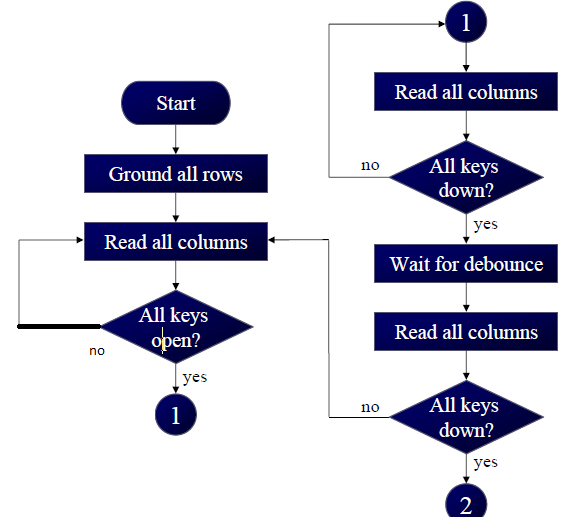 Start
Ground all rows
Read all columns
All keys
open?
no
yes
1
1
Read all columns
All keys
down?
no
yes
Wait for debounce
Read all columns
All keys
down?
no
yes
2